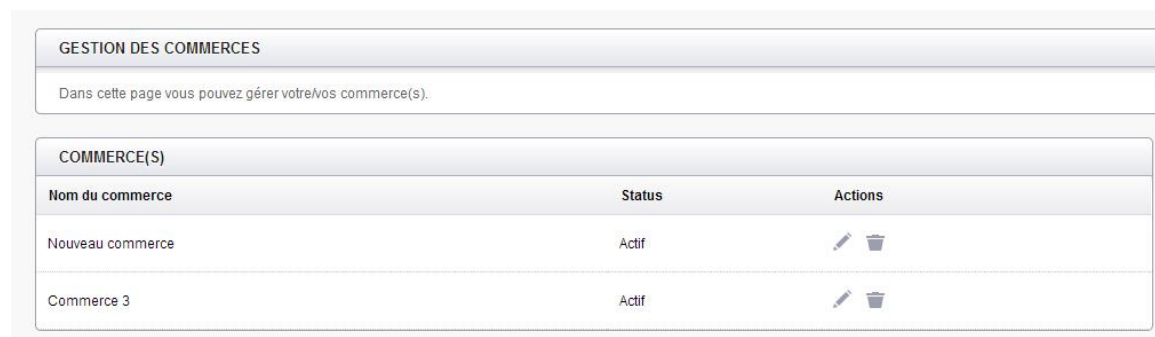 GESTION DES COMMERCES
Dans cette page vous pouvez gérer votre/vos commerce(s).
COMMERCE(S)
Nom du commerce Status Actions
Nouveau commerce Actif
Commerce 3 Actif